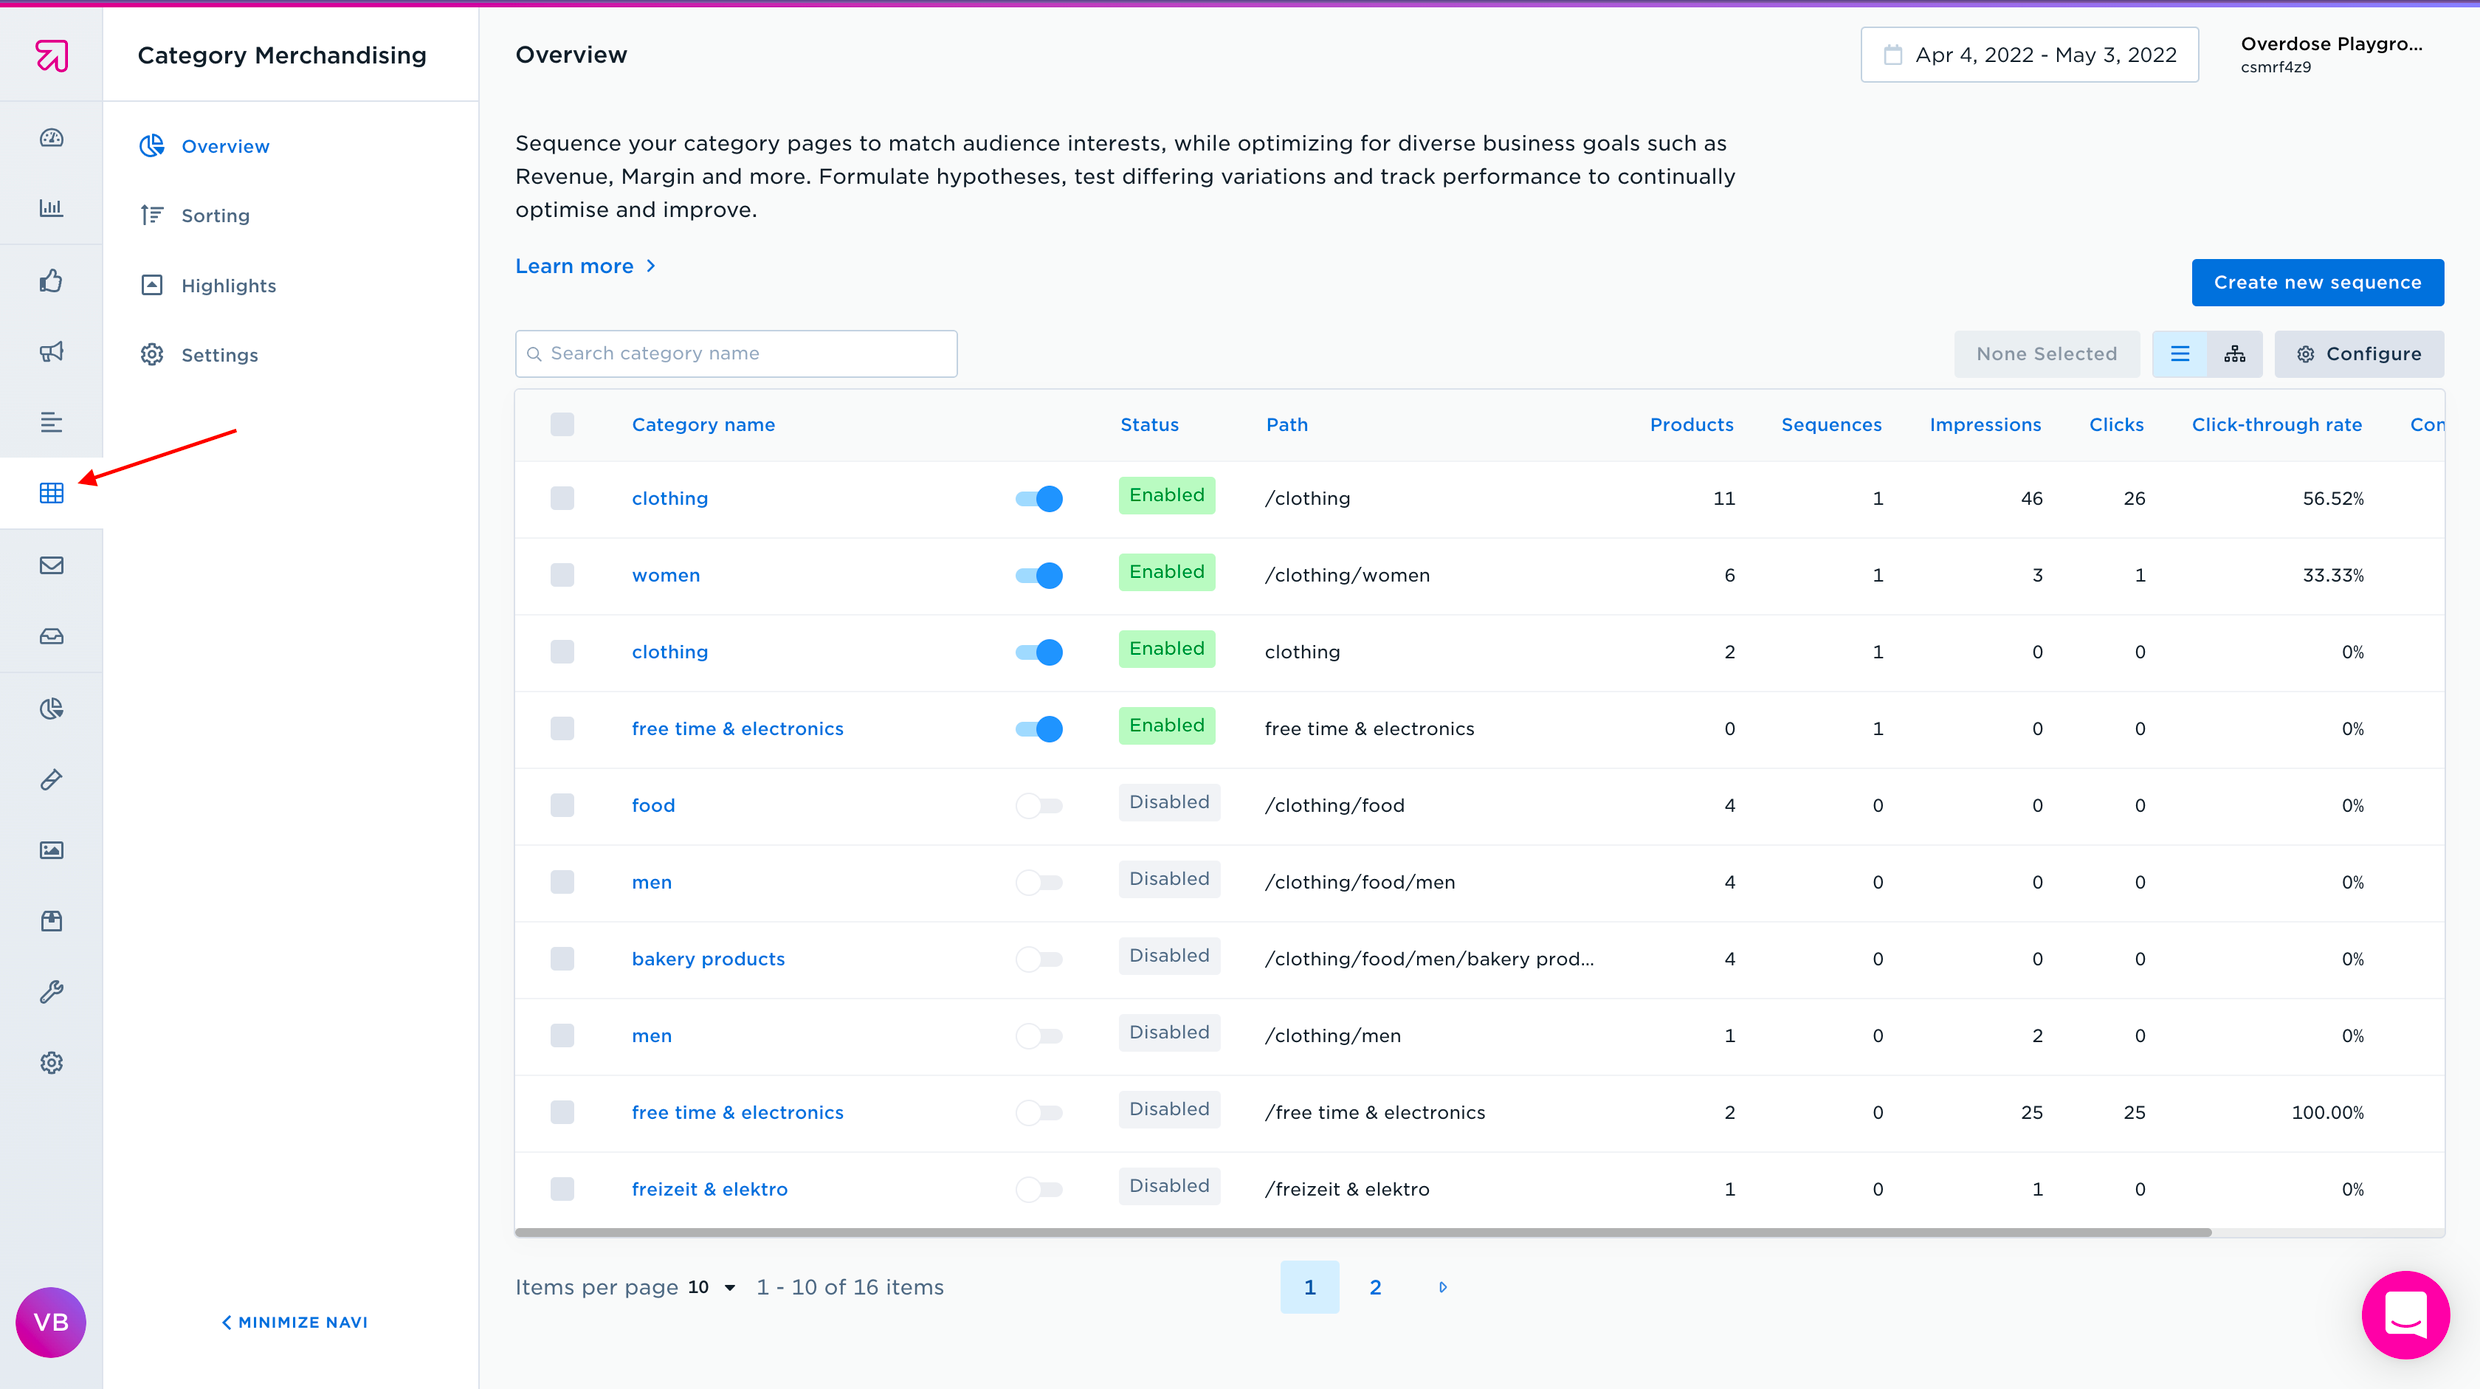 Category Merchandising
Overview
Sorting
Highlights
Settings
MINIMIZE NAVI
VB
Overview
Apr 4, 2022 - May 3, 2022
Overdose Playgro...
csmrf4z9
Sequence your category pages to match audience interests, while optimizing for diverse business goals such as
Revenue, Margin and more. Formulate hypotheses, test differing variations and track performance to continually
optimise and improve.
Learn more
Create new sequence
Search category name
None Selected
Configure
Category name Status Path Products Sequences Impressions Clicks Click-through rate Con
clothing Enabled /clothing 11 1 46 26 56.52%
women Enabled /clothing/women 6 1 3 1 33.33%
clothing Enabled clothing 2 1 0 0 0%
free time & electronics Enabled free time & electronics 0 1 0 0 0%
food Disabled /clothing/food 4 0 0 0 0%
men Disabled /clothing/food/men 4 0 0 0 0%
bakery products Disabled /clothing/food/men/bakery prod... 4 0 0 0 0%
men Disabled /clothing/men 1 0 2 0 0%
free time & electronics Disabled /free time & electronics 2 0 25 25 100.00%
freizeit & elektro Disabled /freizeit & elektro 1 0 1 0 0%
Items per page 10 1 - 10 of 16 items 1 2